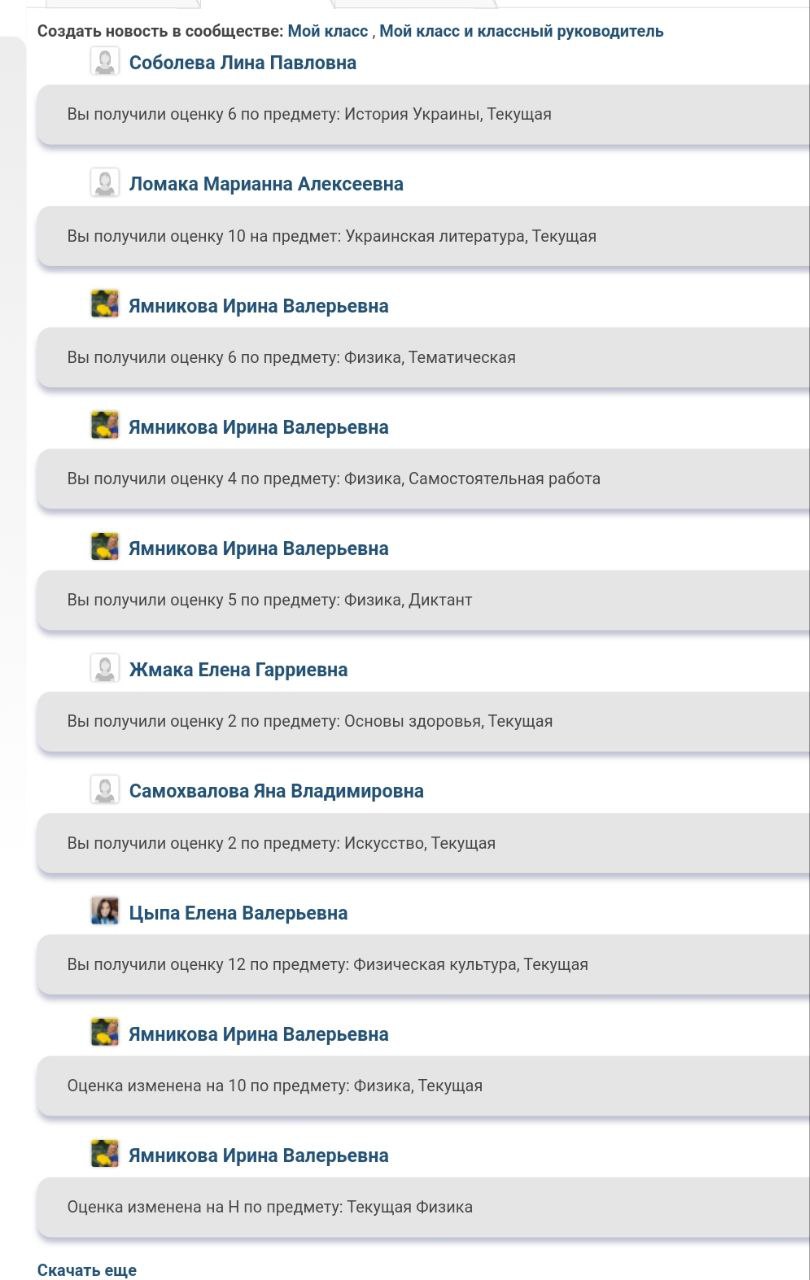 Создать новость в сообществе: Мой класс , Мой класс и классный руководитель
Соболева Лина Павловна
Вы получили оценку 6 по предмету: История Украины, Текущая
Ломака Марианна Алексеевна
Вы получили оценку 10 на предмет: Украинская литература, Текущая
Ямникова Ирина Валерьевна
Вы получили оценку 6 по предмету: Физика, Тематическая
Ямникова Ирина Валерьевна
Вы получили оценку 4 по предмету: Физика, Самостоятельная работа
Ямникова Ирина Валерьевна
Вы получили оценку 5 по предмету: Физика, Диктант
Жмака Елена Гарриевна
Вы получили оценку 2 по предмету: Основы здоровья, Текущая
Самохвалова Яна Владимировна
Вы получили оценку 2 по предмету: Искусство, Текущая
Цыпа Елена Валерьевна
Вы получили оценку 12 по предмету: Физическая культура, Текущая
Ямникова Ирина Валерьевна
Оценка изменена на 10 по предмету: Физика, Текущая
Ямникова Ирина Валерьевна
Оценка изменена на Н по предмету: Текущая Физика
Скачать еще